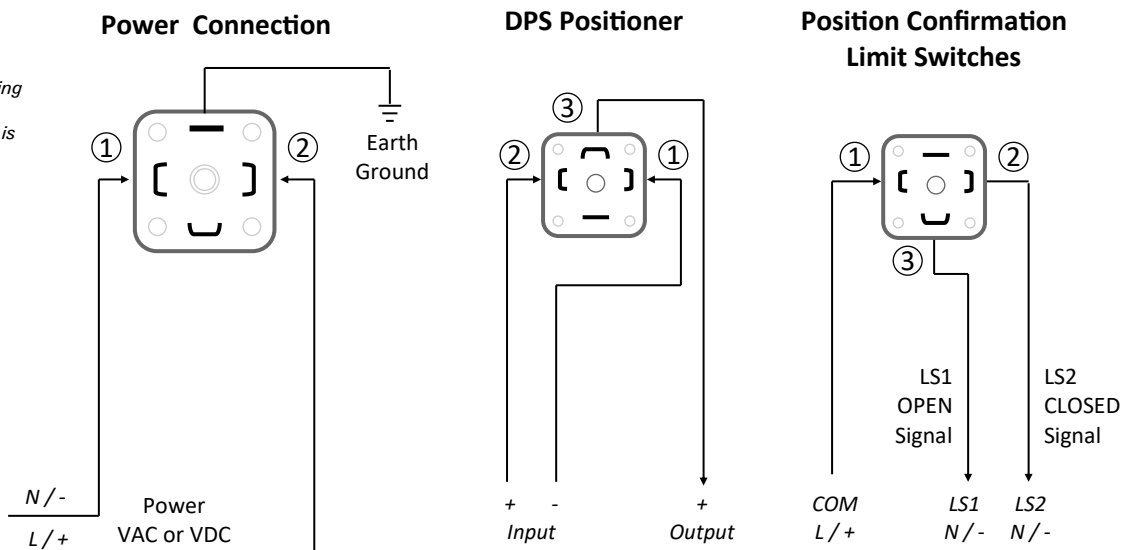 Power Connection
DPS Positioner
Position Confirmation
Limit Switches
is
①
②
Earth
Ground
③
②
①
①
②
③
LS1
OPEN
Signal
LS2
CLOSED
Signal
N / -
L / +
Power
VAC or VDC
+ -
Input
+
Output
COM
L / +
LS1
N / -
LS2
N / -